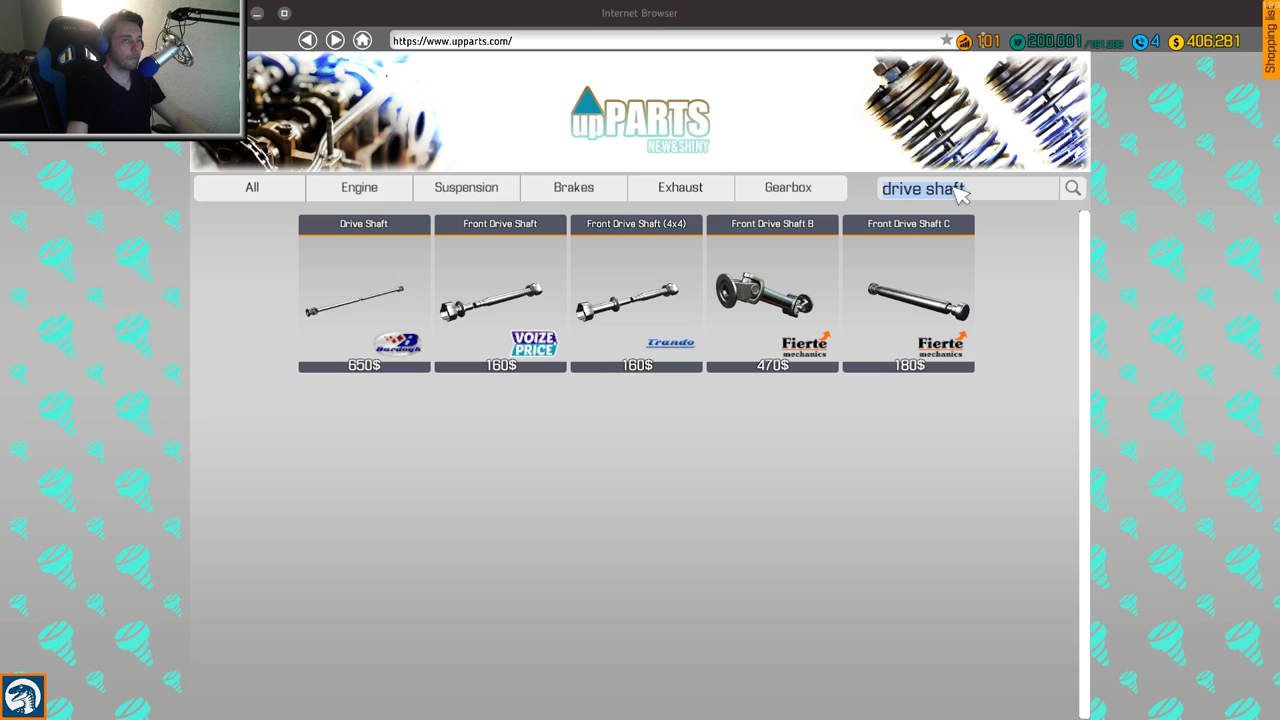 Internet Browser
Shopping list
https://www.upparts.com/
101
XP
200,001
4
$
406,281
upPARTS
NEW&SHINY
All
Engine
Suspension
Brakes
Exhaust
Gearbox
drive shaft
Drive Shaft
Front Drive Shaft
Front Drive Shaft (4x4)
Front Drive Shaft B
Front Drive Shaft C
VOIZE
PRICE
Trando
Fierte
mechanics
Fierte
mechanics
650$
160$
160$
470$
180$